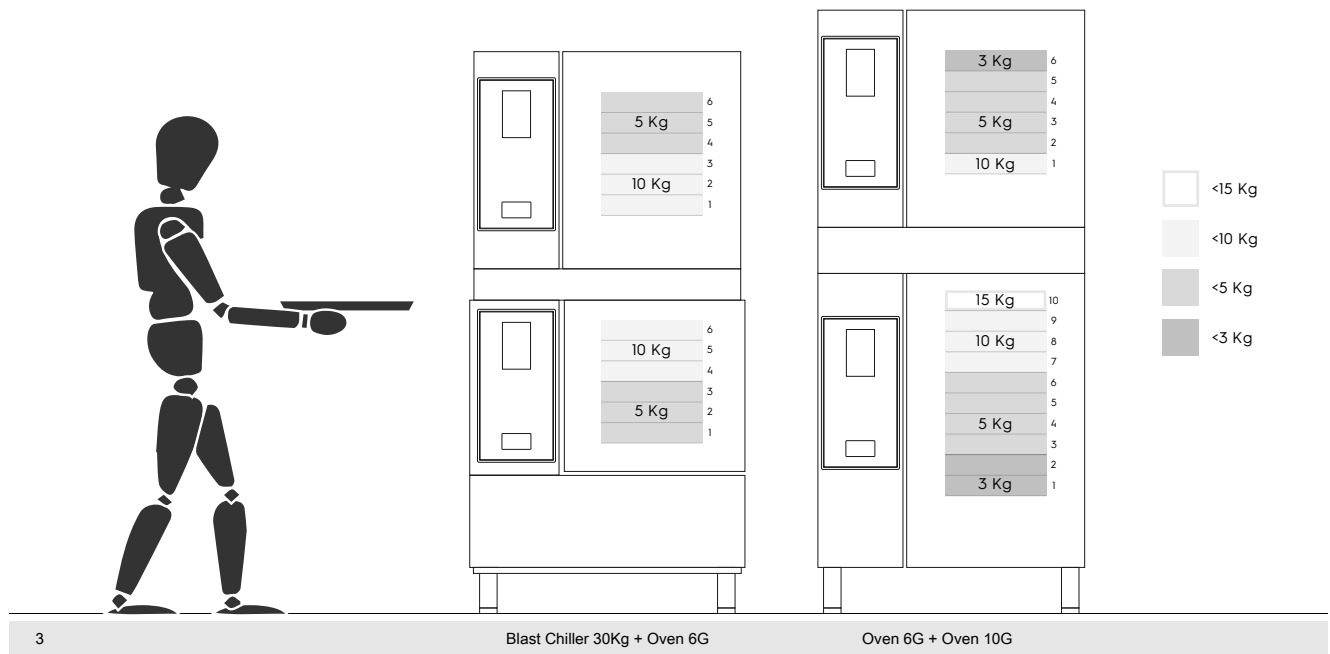 6
5 Kg 5
4
3
10 Kg 2
1
6
10 Kg 5
4
3
5 Kg 2
1
3 Kg 6
5
4
5 Kg 3
2
10 Kg 1
15 Kg 10
9
10 Kg 8
7
6
5
5 Kg 4
3
2
3 Kg 1
<15 Kg
<10 Kg
<5 Kg
<3 Kg
3 Blast Chiller 30Kg + Oven 6G Oven 6G + Oven 10G